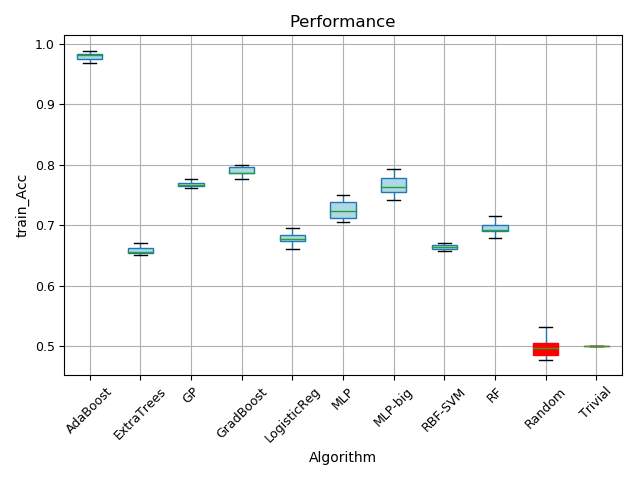 Performance
1.0
0.9
0.8
0.7
0.6
0.5
train_Acc
AdaBoost
ExtraTrees
GP
GradBoost
LogisticReg
MLP
MLP-big
RBF-SVM
RF
Random
Trivial
Algorithm